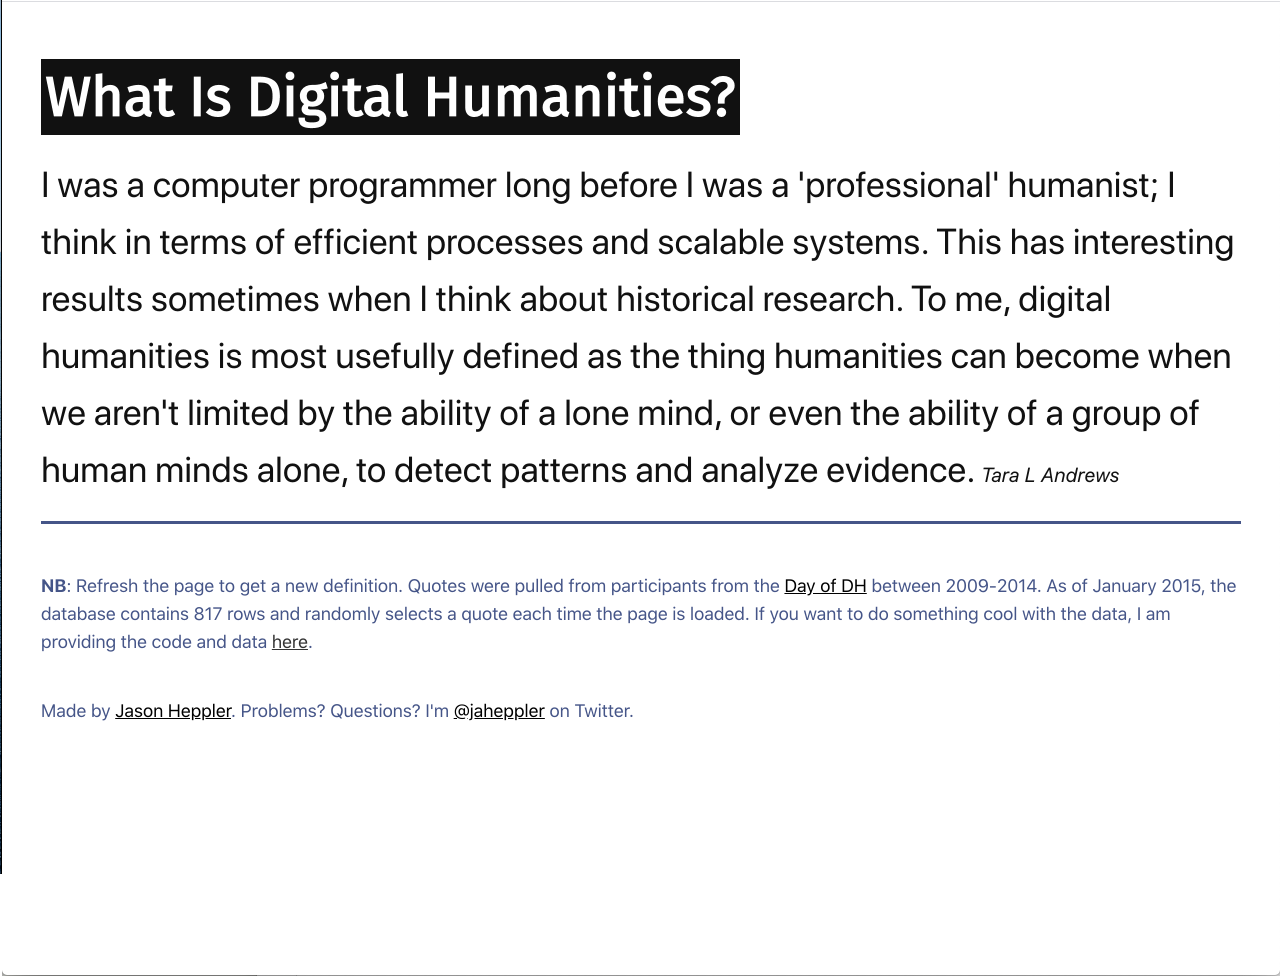 What Is Digital Humanities?
I was a computer programmer long before I was a 'professional' humanist; I
think in terms of efficient processes and scalable systems. This has interesting
results sometimes when I think about historical research. To me, digital
humanities is most usefully defined as the thing humanities can become when
we aren't limited by the ability of a lone mind, or even the ability of a group of
human minds alone, to detect patterns and analyze evidence. Tara L Andrews
NB: Refresh the page to get a new definition. Quotes were pulled from participants from the Day of DH between 2009-2014. As of January 2015, the
database contains 817 rows and randomly selects a quote each time the page is loaded. If you want to do something cool with the data, I am
providing the code and data here.
Made by Jason Heppler. Problems? Questions? I'm @jaheppler on Twitter.